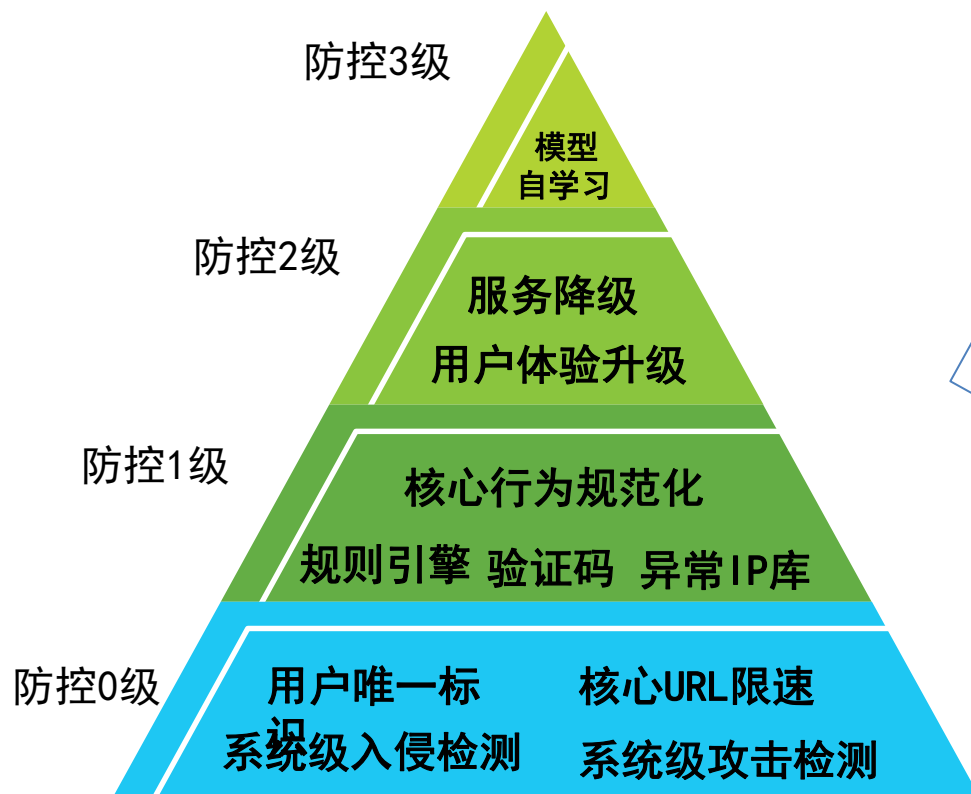 防控3级
模型
自学习
防控2级
服务降级
用户体验升级
防控1级
核心行为规范化
规则引擎 验证码 异常IP库
防控0级
用户唯一标
识
核心URL限速
系统级入侵检测
系统级攻击检测